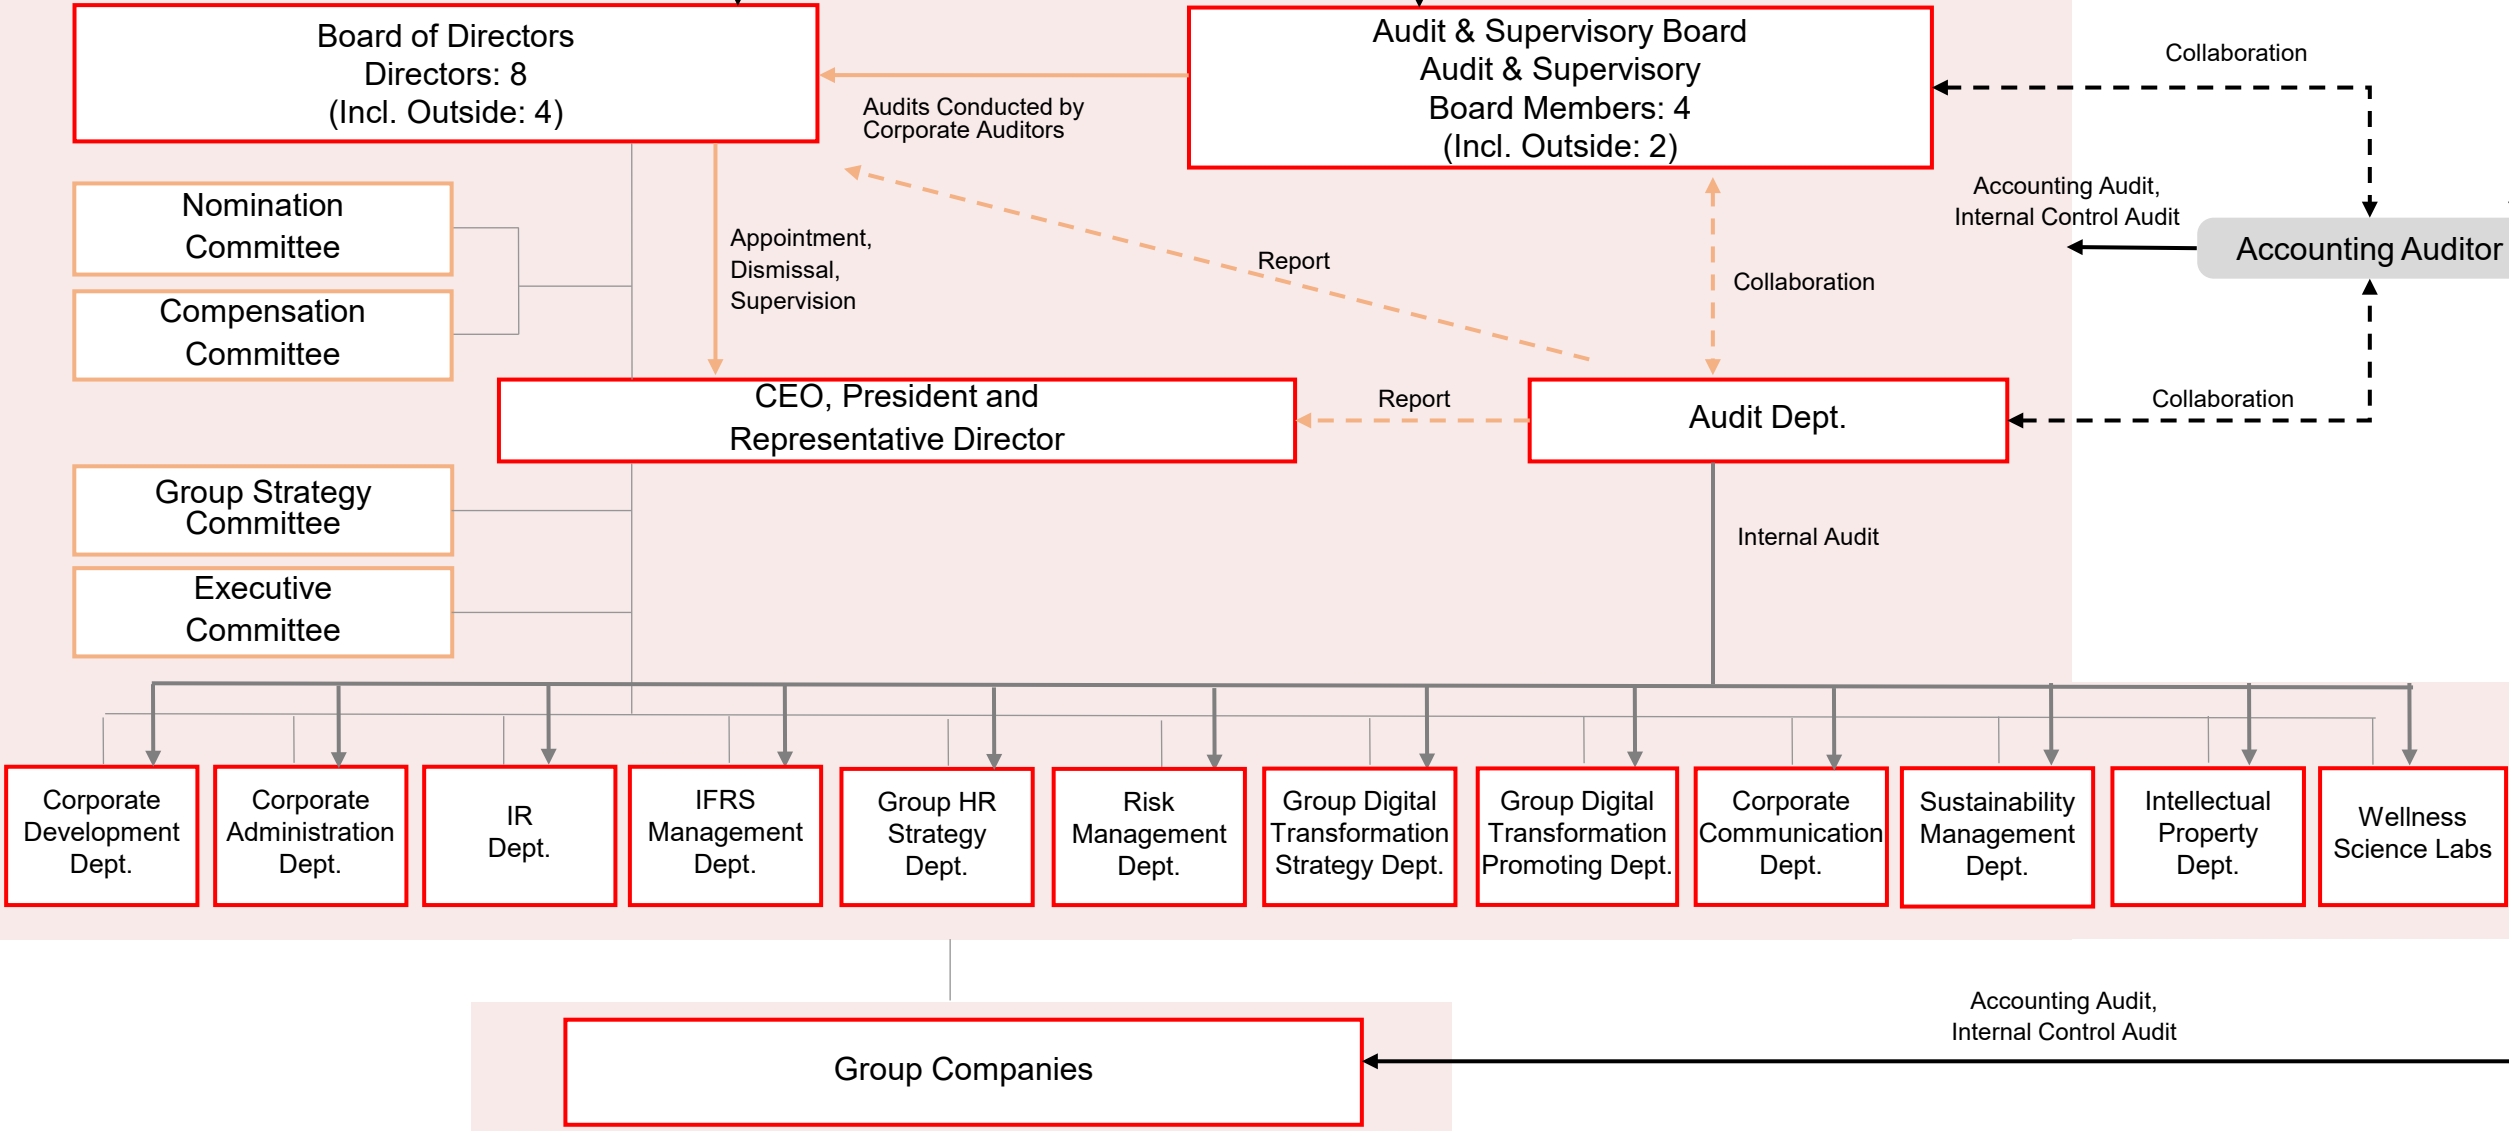 Board of Directors
Directors: 8
(Incl. Outside: 4)
Audit & Supervisory Board
Audit & Supervisory
Board Members: 4
(Incl. Outside: 2)
Collaboration
Audits Conducted by
Corporate Auditors
Nomination
Committee
Compensation
Committee
Appointment,
Dismissal,
Supervision
Report
Collaboration
Accounting Audit,
Internal Control Audit
Accounting Auditor
CEO, President and
Representative Director
Report
Audit Dept.
Collaboration
Group Strategy
Committee
Executive
Committee
Internal Audit
Corporate
Development
Dept.
Corporate
Administration
Dept.
IR
Dept.
IFRS
Management
Dept.
Group HR
Strategy
Dept.
Risk
Management
Dept.
Group Digital
Transformation
Strategy Dept.
Group Digital
Transformation
Promoting Dept.
Corporate
Communication
Dept.
Sustainability
Management
Dept.
Intellectual
Property
Dept.
Wellness
Science Labs
Accounting Audit,
Internal Control Audit
Group Companies